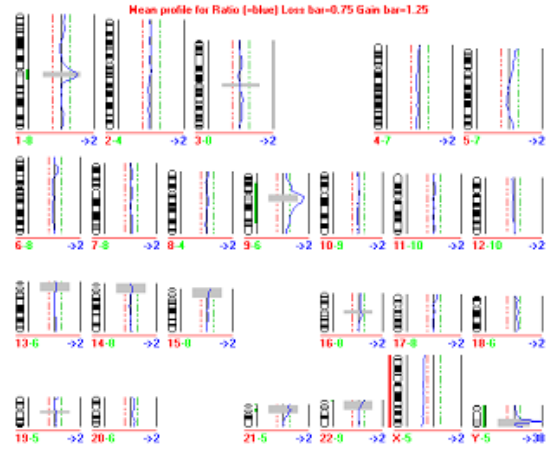 Mean profile for Ratio (=blue) Loss bar=0.75 Gain bar=1.25
1-8 ->2 2-4 ->2 3-8 ->2 4-7 ->2 5-7 ->2
6-8 ->2 7-8 ->2 8-4 ->2 9-6 ->2 10-9 ->2 11-10 ->2 12-10 ->2
13-6 ->2 14-8 ->2 15-8 ->2 16-8 ->2 17-8 ->2 18-6 ->2
19-5 ->2 20-6 ->2 21-5 ->2 22-9 ->2 X-5 ->2 Y-5 ->38